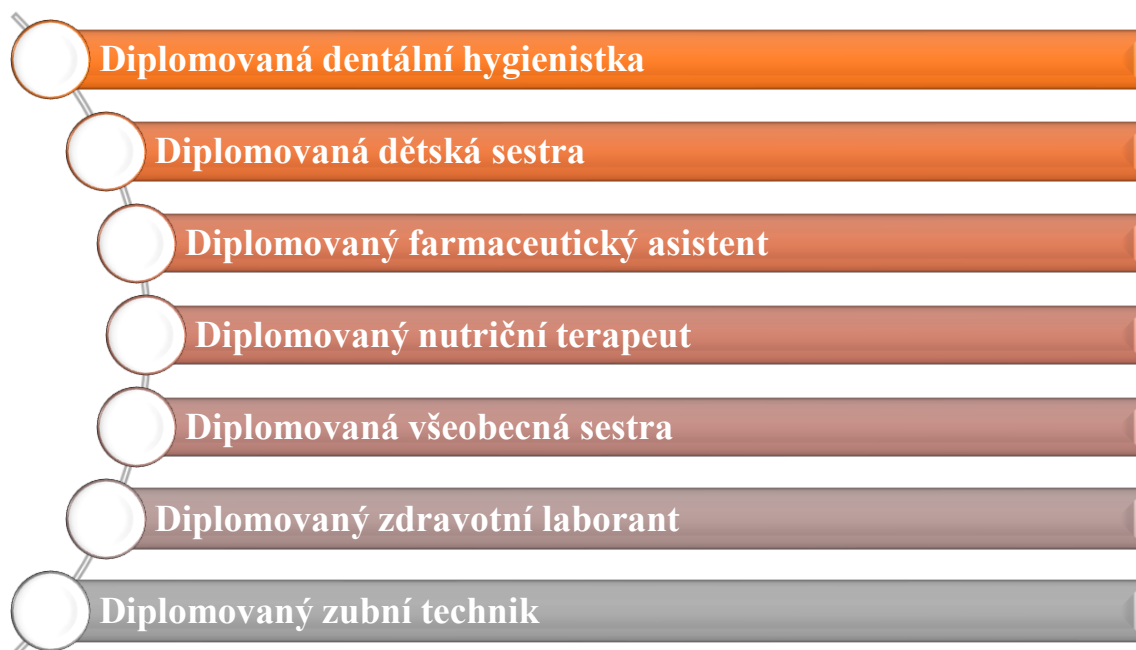 Diplomovaná dentální hygienistka
Diplomovaná dětská sestra
Diplomovaný farmaceutický asistent
Diplomovaný nutriční terapeut
Diplomovaná všeobecná sestra
Diplomovaný zdravotní laborant
Diplomovaný zubní technik